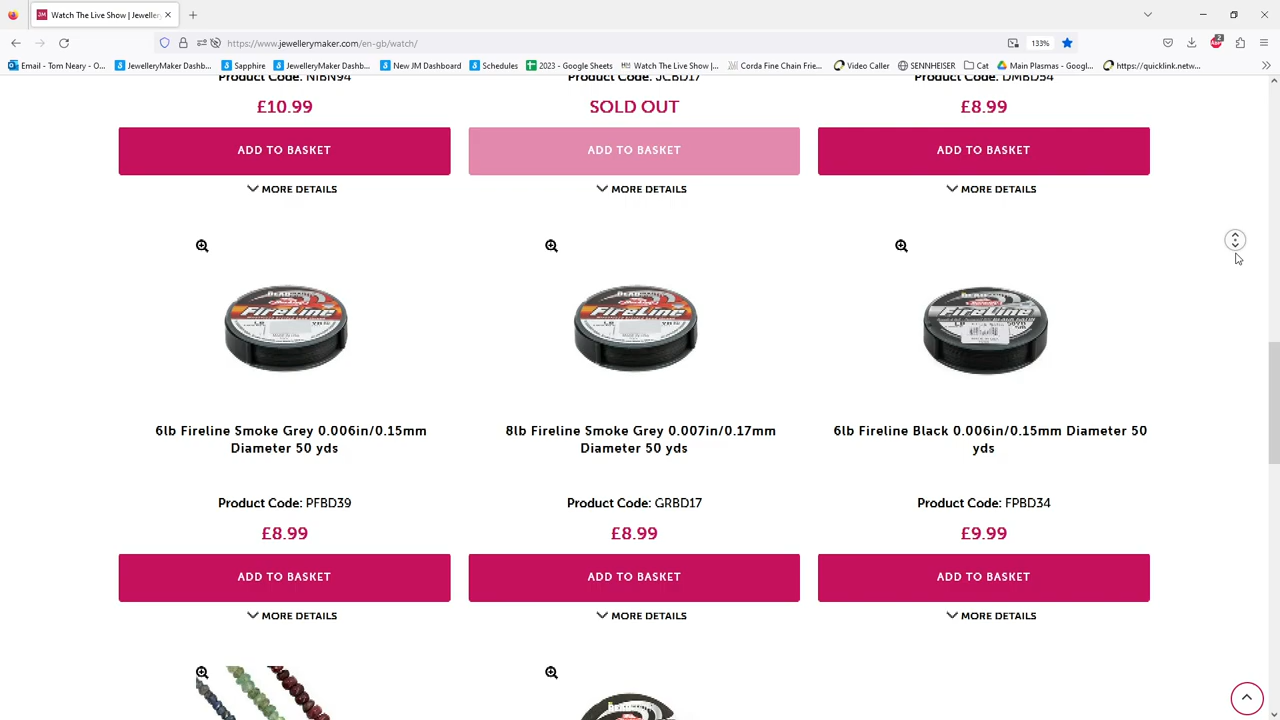 Watch The Live Show | Jeweller
https://www.jewellerymaker.com/en-gb/watch/
133%
2
Email - Tom Neary - O...
JewelleryMaker Dashb...
Sapphire
JewelleryMaker Dashb...
New JM Dashboard
Schedules
2023 - Google Sheets
Watch The Live Show |...
Corda Fine Chain Frie...
Video Caller
SENNHEISER
Cat
Main Plasmas - Googl...
https://quicklink.netw...
Product Code: NIBN94
Product Code: JCBD17
Product Code: DMBD54
£10.99
SOLD OUT
£8.99
ADD TO BASKET
ADD TO BASKET
ADD TO BASKET
MORE DETAILS
MORE DETAILS
MORE DETAILS
FireLine
FireLine
FireLine
6lb Fireline Smoke Grey 0.006in/0.15mm
Diameter 50 yds
8lb Fireline Smoke Grey 0.007in/0.17mm
Diameter 50 yds
6lb Fireline Black 0.006in/0.15mm Diameter 50
yds
Product Code: PFBD39
Product Code: GRBD17
Product Code: FPBD34
£8.99
£8.99
£9.99
ADD TO BASKET
ADD TO BASKET
ADD TO BASKET
MORE DETAILS
MORE DETAILS
MORE DETAILS